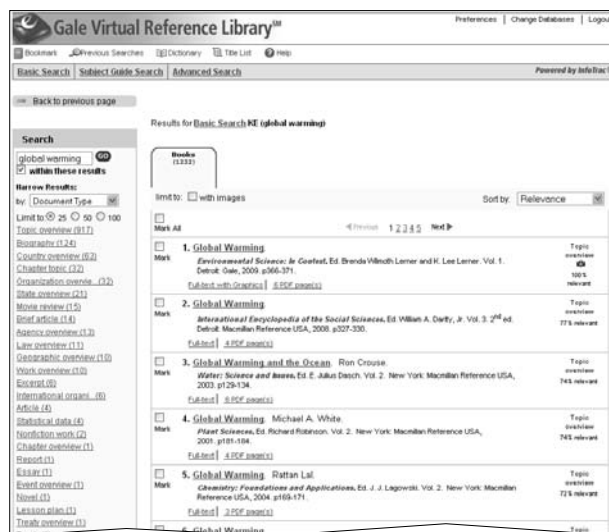 Gale Virtual Reference Library SM
Preferences | Change Databases | Logout
Bookmark Previous Searches Dictionary Title List Help
Basic Search | Subject Guide Search | Advanced Search
Powered by InfoTrac
Back to previous page
Results for Basic Search KE (global warming)
Search
global warming GO
within these results
Narrow Results:
by: Document Type
Limit to: 25 50 100
Topic overview (917)
Biography (124)
Country overview (63)
Chapter topic (32)
Organization overvie... (32)
State overview (21)
Movie review (15)
Brief article (14)
Agency overview (13)
Law overview (11)
Geographic overview (10)
Work overview (10)
Excerpt (6)
International organi... (6)
Article (4)
Statistical data (4)
Nonfiction work (2)
Chapter overview (1)
Report (1)
Essay (1)
Event overview (1)
Novel (1)
Lesson plan (1)
Treaty overview (1)
Books
(1333)
limit to: with images
Sort by: Relevance
Mark All
Previous 1 2 3 4 5 Next
Mark
1. Global Warming.
Environmental Science: In Context. Ed. Brenda Wilmoth Lerner and K. Lee Lerner. Vol. 1.
Detroit: Gale, 2009. p366-371.
Full-text with Graphics | 6 PDF page(s)
Topic
overview
100%
relevant
Mark
2. Global Warming.
International Encyclopedia of the Social Sciences. Ed. William A. Darity, Jr. Vol. 3. 2nd ed.
Detroit: Macmillan Reference USA, 2008. p327-330.
Full-text | 4 PDF page(s)
Topic
overview
77% relevant
Mark
3. Global Warming and the Ocean. Ron Crouse.
Water: Science and Issues. Ed. E. Julius Dasch. Vol. 2. New York: Macmillan Reference USA,
2003. p129-134.
Full-text | 6 PDF page(s)
Topic
overview
74% relevant
Mark
4. Global Warming. Michael A. White.
Plant Sciences. Ed. Richard Robinson. Vol. 2. New York: Macmillan Reference USA,
2001. p181-184.
Full-text | 4 PDF page(s)
Topic
overview
74% relevant
Mark
5. Global Warming. Rattan Lal.
Chemistry: Foundations and Applications. Ed. J. J. Lagowski. Vol. 2. New York: Macmillan
Reference USA, 2004. p169-171.
Full-text | 3 PDF page(s)
Topic
overview
72% relevant
6. Global Warming.
Topic